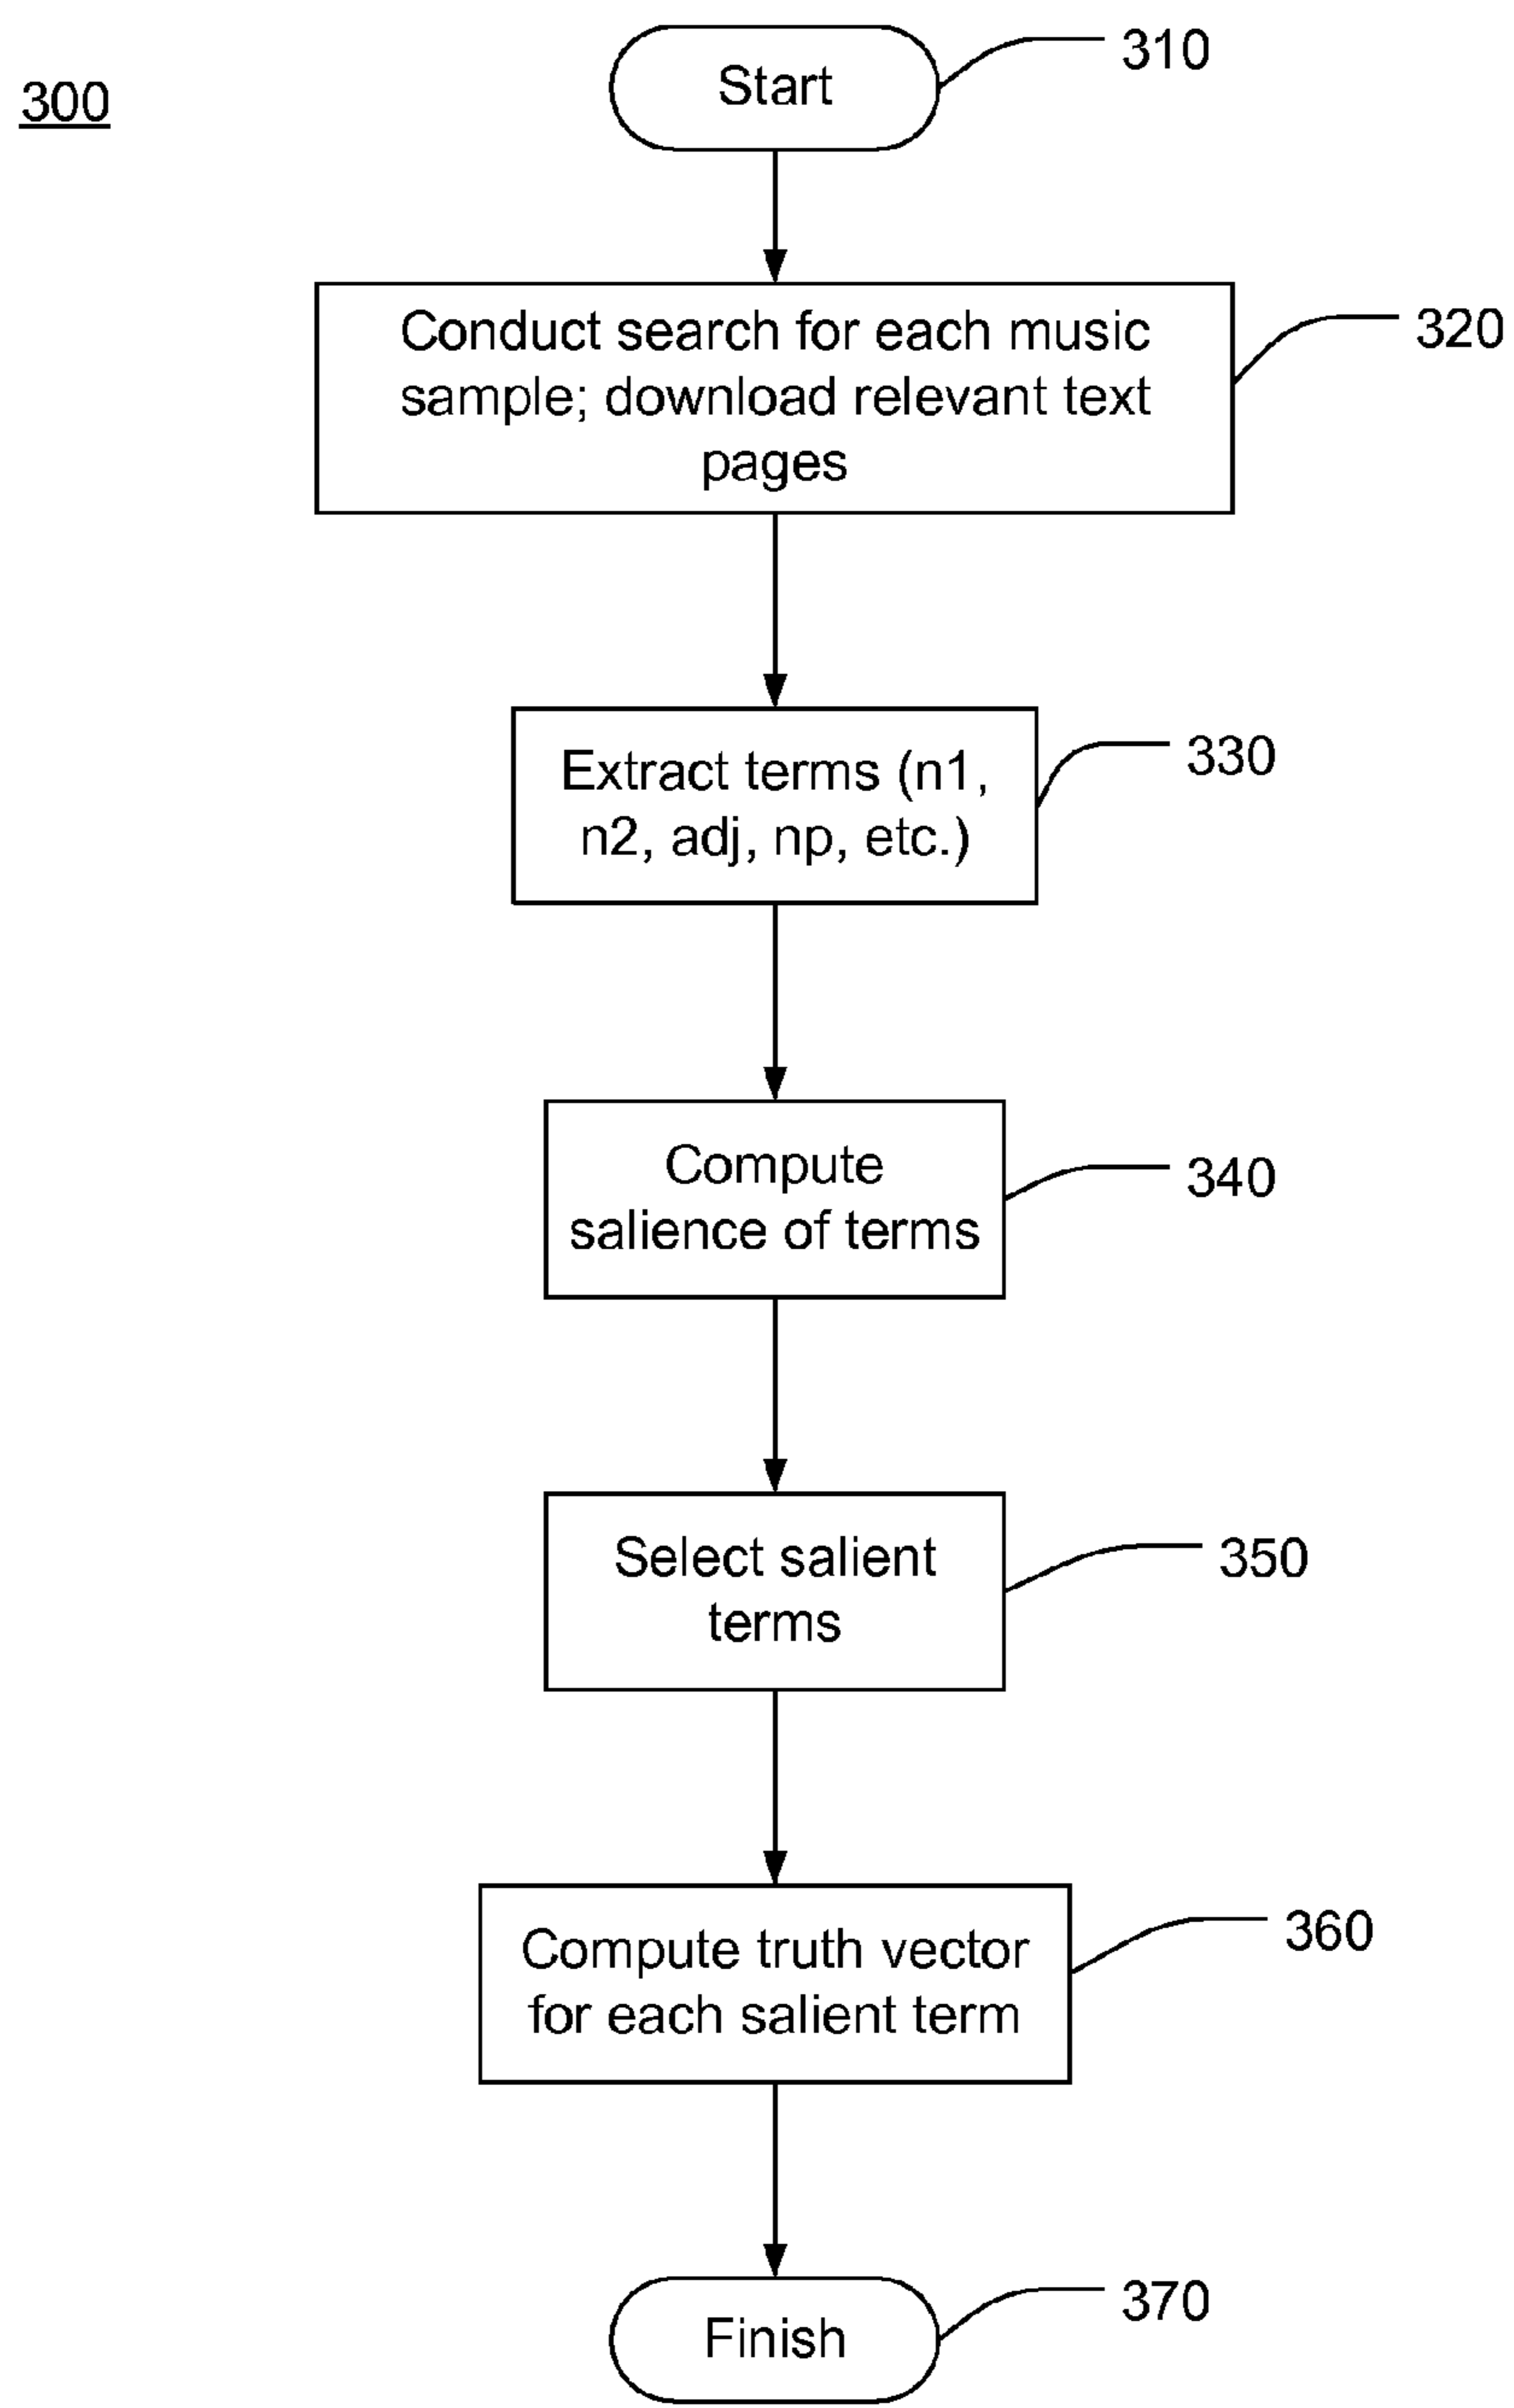 300
Start
310
Conduct search for each music
sample; download relevant text
pages
320
Extract terms (n1,
n2, adj, np, etc.)
330
Compute
salience of terms
340
Select salient
terms
350
Compute truth vector
for each salient term
360
Finish
370